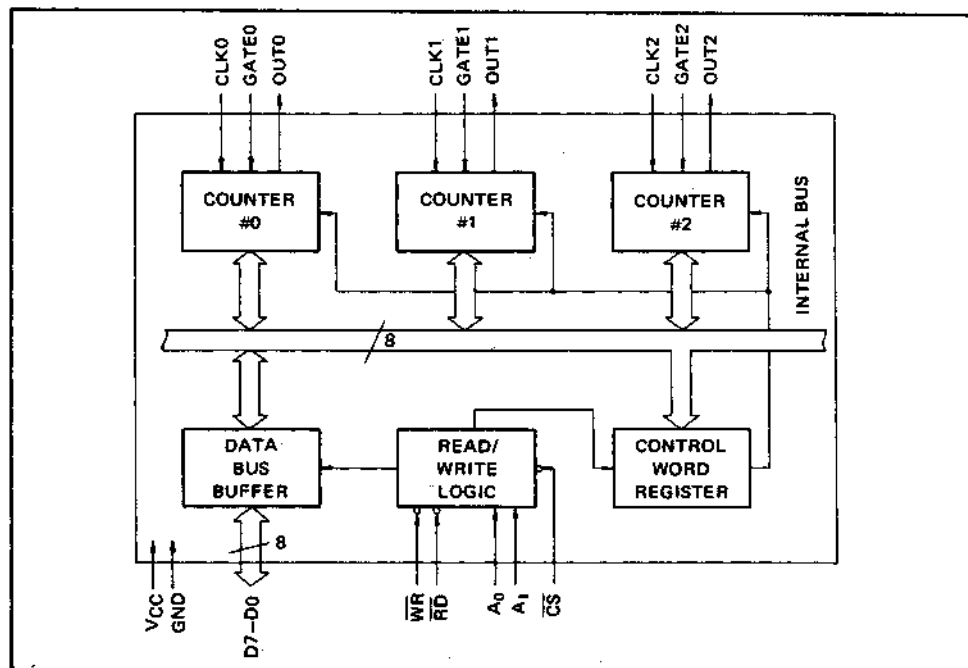 CLK0 GATE0 OUT0 CLK1 GATE1 OUT1 CLK2 GATE2 OUT2
COUNTER
#0
COUNTER
#1
COUNTER
#2
INTERNAL BUS
8
DATA
BUS
BUFFER
READ/
WRITE
LOGIC
CONTROL
WORD
REGISTER
8
VCC
GND
D7–D0
WR
RD
A0
A1
CS